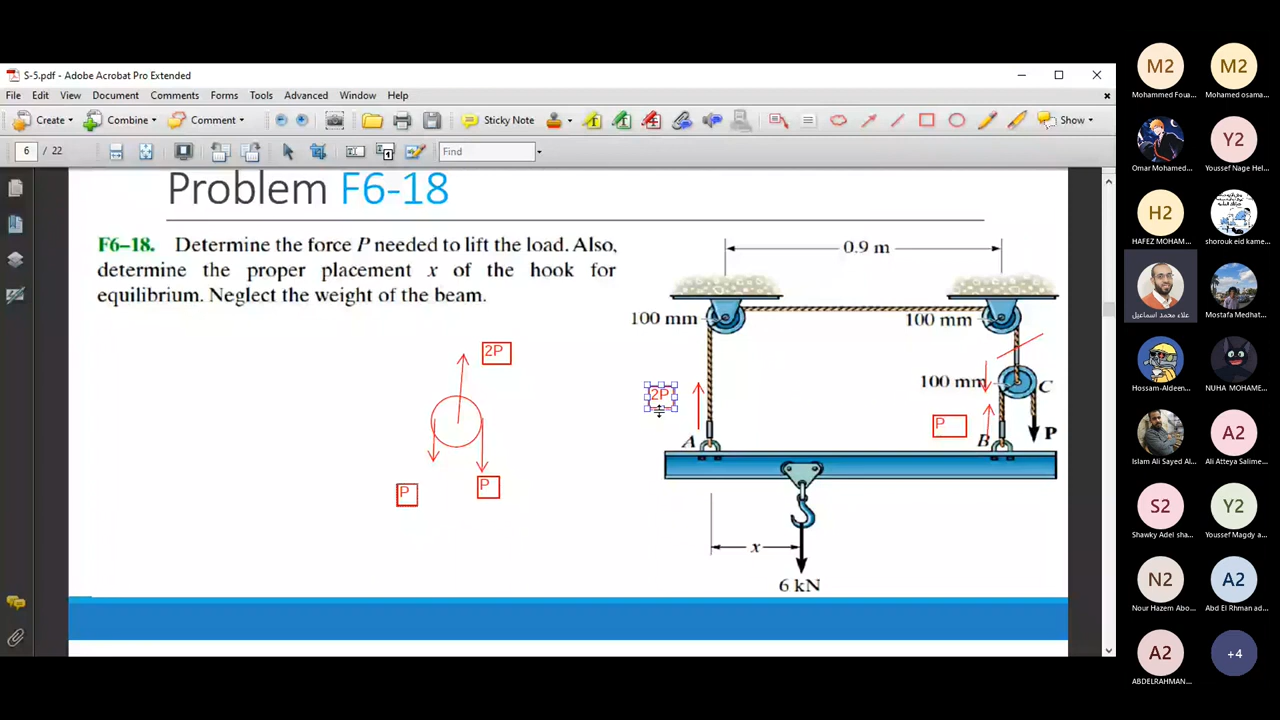 S-5.pdf - Adobe Acrobat Pro Extended
File Edit View Document Comments Forms Tools Advanced Window Help
Create Combine Comment Sticky Note Show
6 / 22 Find
Problem F6-18
F6–18. Determine the force P needed to lift the load. Also,
determine the proper placement x of the hook for
equilibrium. Neglect the weight of the beam.
0.9 m
100 mm
100 mm
100 mm
C
2P
2P
P
A
B
P
P
P
x
6 kN
M2
Mohammed Foua...
M2
Mohamed osama...
Omar Mohamed...
Y2
Youssef Nage Hel...
H2
HAFEZ MOHAM...
shorouk eid kame...
علاء محمد اسماعيل
Mostafa Medhat...
Hossam-Aldeen...
NUHA MOHAME...
Islam Ali Sayed Al...
A2
Ali Atteya Salime...
S2
Shawky Adel sha...
Y2
Youssef Magdy a...
N2
Nour Hazem Abo...
A2
Abd El Rhman ad...
A2
ABDELRAHMAN...
+4